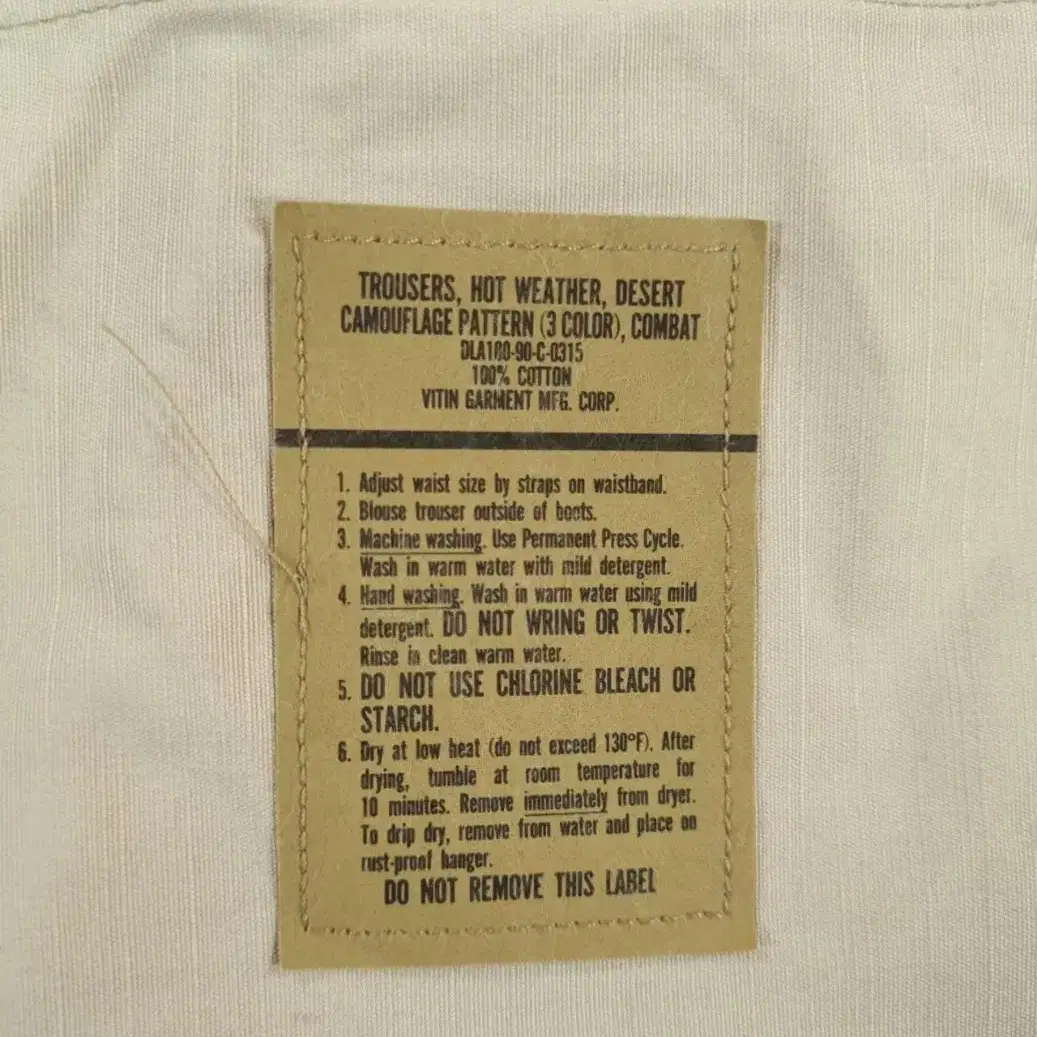 TROUSERS, HOT WEATHER, DESERT
CAMOUFLAGE PATTERN (3 COLOR), COMBAT
DLA100-90-C-0315
100% COTTON
VITIN GARMENT MFG. CORP.
1. Adjust waist size by straps on waistband.
2. Blouse trouser outside of boots.
3. Machine washing. Use Permanent Press Cycle.
Wash in warm water with mild detergent.
4. Hand washing. Wash in warm water using mild
detergent. DO NOT WRING OR TWIST.
Rinse in clean warm water.
5. DO NOT USE CHLORINE BLEACH OR
STARCH.
6. Dry at low heat (do not exceed 130°F). After
drying, tumble at room temperature for
10 minutes. Remove immediately from dryer.
To drip dry, remove from water and place on
rust-proof hanger.
DO NOT REMOVE THIS LABEL